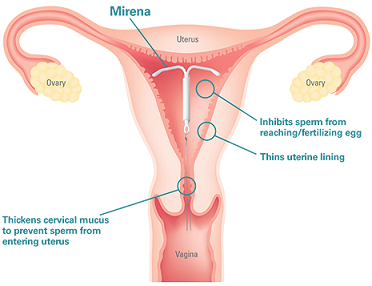 Mirena
Uterus
Ovary
Ovary
Inhibits sperm from
reaching/fertilizing egg
Thins uterine lining
Thickens cervical mucus
to prevent sperm from
entering uterus
Vagina